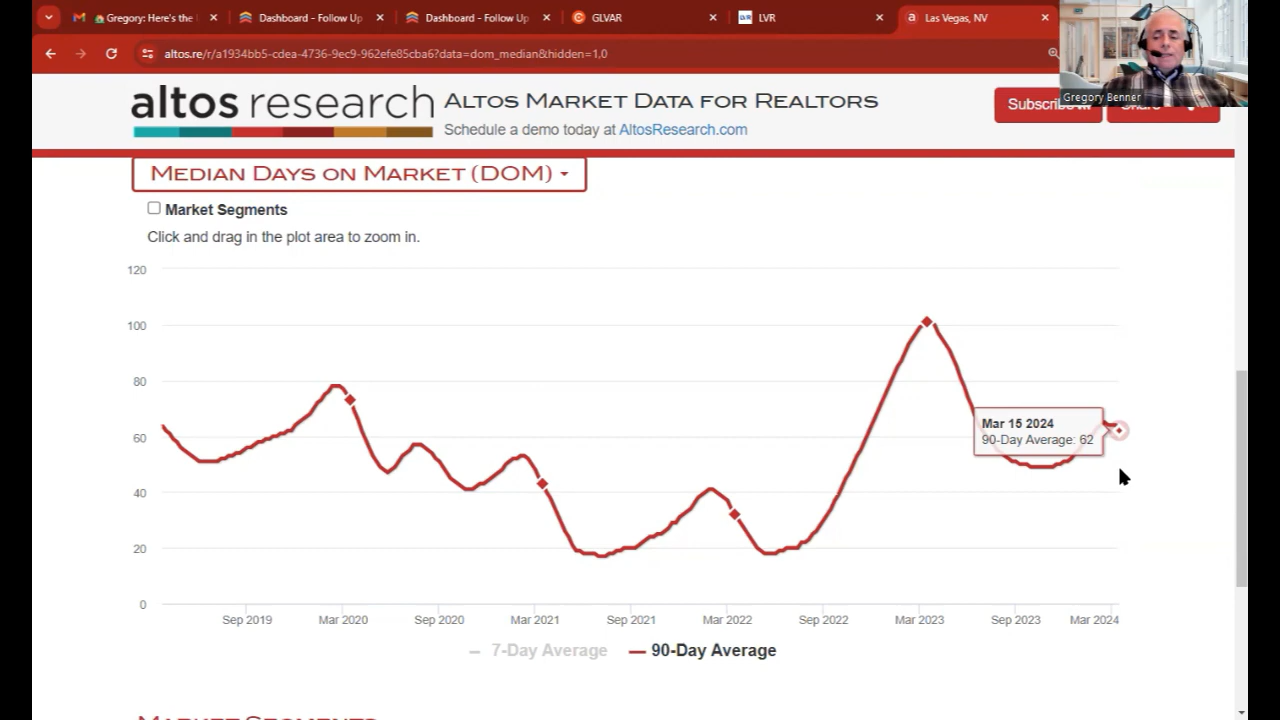 Gregory: Here's the
Dashboard - Follow Up
Dashboard - Follow Up
GLVAR
LVR
Las Vegas, NV
altos.re/r/a1934bb5-cdea-4736-9ec9-962efe85cba6?data=dom_median&hidden=1,0
Gregory Benner
altos research
ALTOS MARKET DATA FOR REALTORS
Schedule a demo today at AltosResearch.com
Subscribe
MEDIAN DAYS ON MARKET (DOM)
Market Segments
Click and drag in the plot area to zoom in.
120
100
80
60
40
20
0
Mar 15 2024
90-Day Average: 62
Sep 2019
Mar 2020
Sep 2020
Mar 2021
Sep 2021
Mar 2022
Sep 2022
Mar 2023
Sep 2023
Mar 2024
7-Day Average
90-Day Average
MARKET SEGMENTS